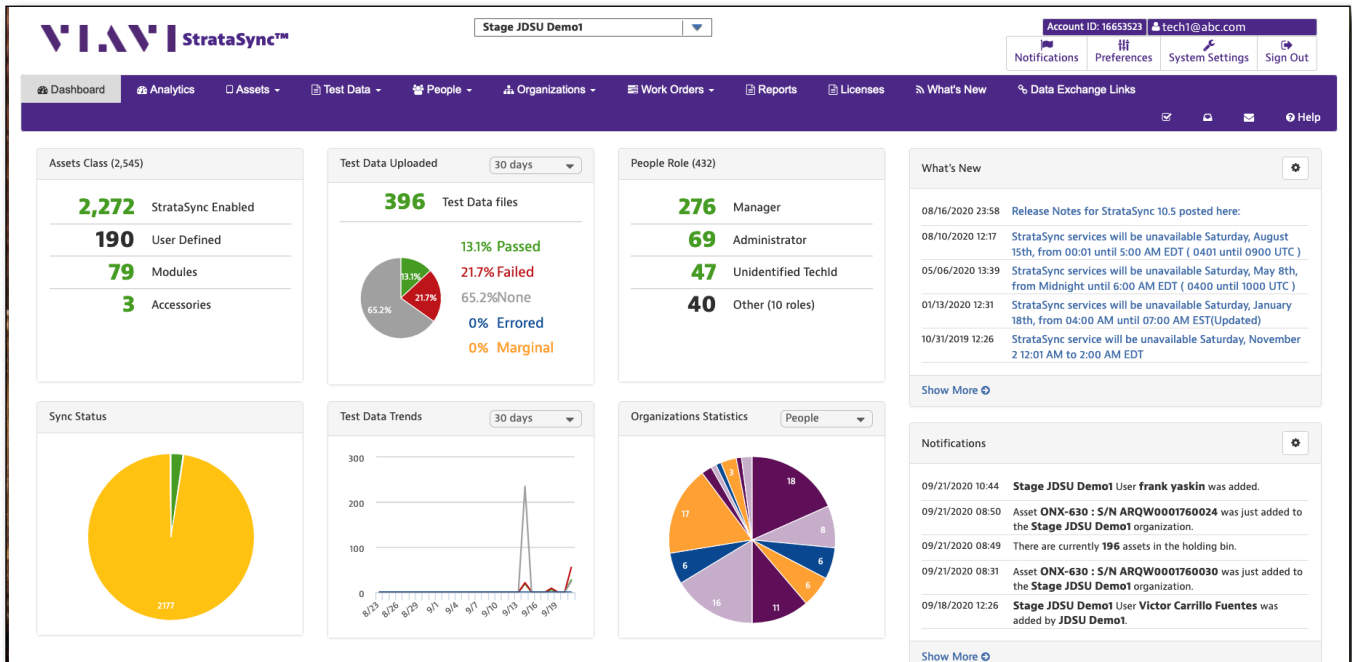 VIAVI StrataSync™
Stage JDSU Demo1
Account ID: 16653523 tech1@abc.com
Notifications Preferences System Settings Sign Out
Dashboard Analytics Assets Test Data People Organizations Work Orders Reports Licenses What's New Data Exchange Links
Help
Assets Class (2,545)
2,272 StrataSync Enabled
190 User Defined
79 Modules
3 Accessories
Test Data Uploaded 30 days
396 Test Data files
13.1% Passed
21.7% Failed
65.2%None
0% Errored
0% Marginal
13.1%
21.7%
65.2%
People Role (432)
276 Manager
69 Administrator
47 Unidentified TechId
40 Other (10 roles)
What's New
08/16/2020 23:58 Release Notes for StrataSync 10.5 posted here:
08/10/2020 12:17 StrataSync services will be unavailable Saturday, August
15th, from 00:01 until 5:00 AM EDT ( 0401 until 0900 UTC )
05/06/2020 13:39 StrataSync services will be unavailable Saturday, May 8th,
from Midnight until 6:00 AM EDT ( 0400 until 1000 UTC )
01/13/2020 12:31 StrataSync services will be unavailable Saturday, January
18th, from 04:00 AM until 07:00 AM EST(Updated)
10/31/2019 12:26 StrataSync service will be unavailable Saturday, November
2 12:01 AM to 2:00 AM EDT
Show More
Sync Status
2177
Test Data Trends 30 days
300
200
100
0
8/23 8/26 8/29 9/1 9/4 9/7 9/10 9/13 9/16 9/19
Organizations Statistics People
3
18
17
8
6
6
6
16
11
Notifications
09/21/2020 10:44 Stage JDSU Demo1 User frank yaskin was added.
09/21/2020 08:50 Asset ONX-630 : S/N ARQW0001760024 was just added to
the Stage JDSU Demo1 organization.
09/21/2020 08:49 There are currently 196 assets in the holding bin.
09/21/2020 08:31 Asset ONX-630 : S/N ARQW0001760030 was just added to
the Stage JDSU Demo1 organization.
09/18/2020 12:26 Stage JDSU Demo1 User Victor Carrillo Fuentes was
added by JDSU Demo1.
Show More